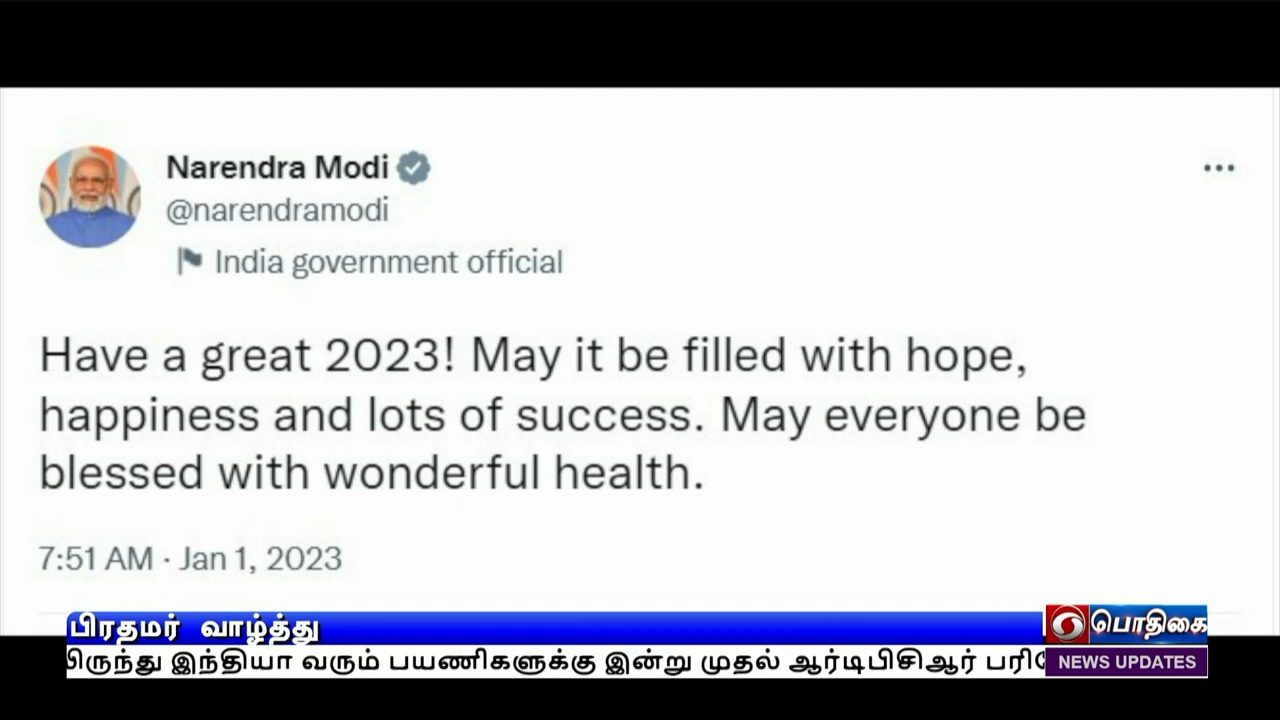 Narendra Modi
@narendramodi
India government official
Have a great 2023! May it be filled with hope,
happiness and lots of success. May everyone be
blessed with wonderful health.
7:51 AM · Jan 1, 2023
பிரதமர் வாழ்த்து
பொதிகை
இந்தியா வரும் பயணிகளுக்கு இன்று முதல் ஆர்டிபிசிஆர்
NEWS UPDATES